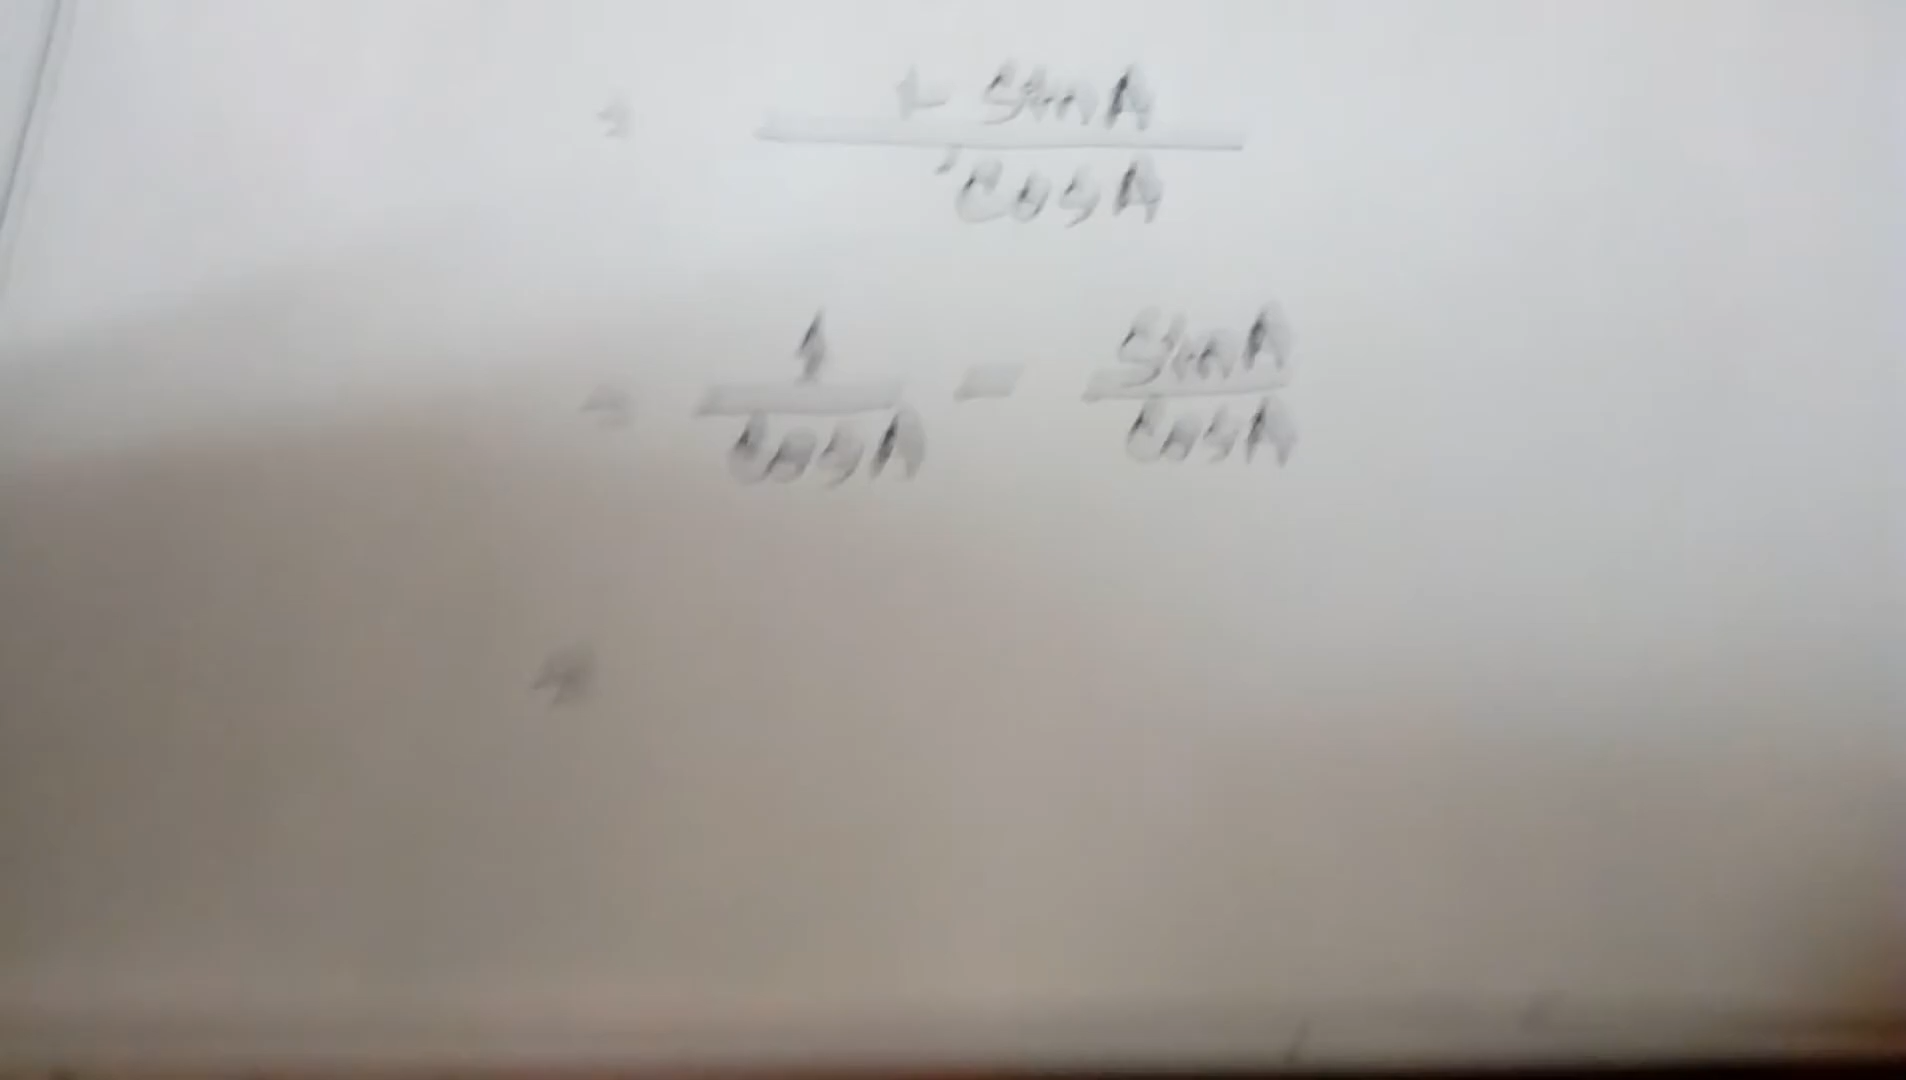 = 1- SinA / CosA
= 1 / CosA - SinA / CosA
=